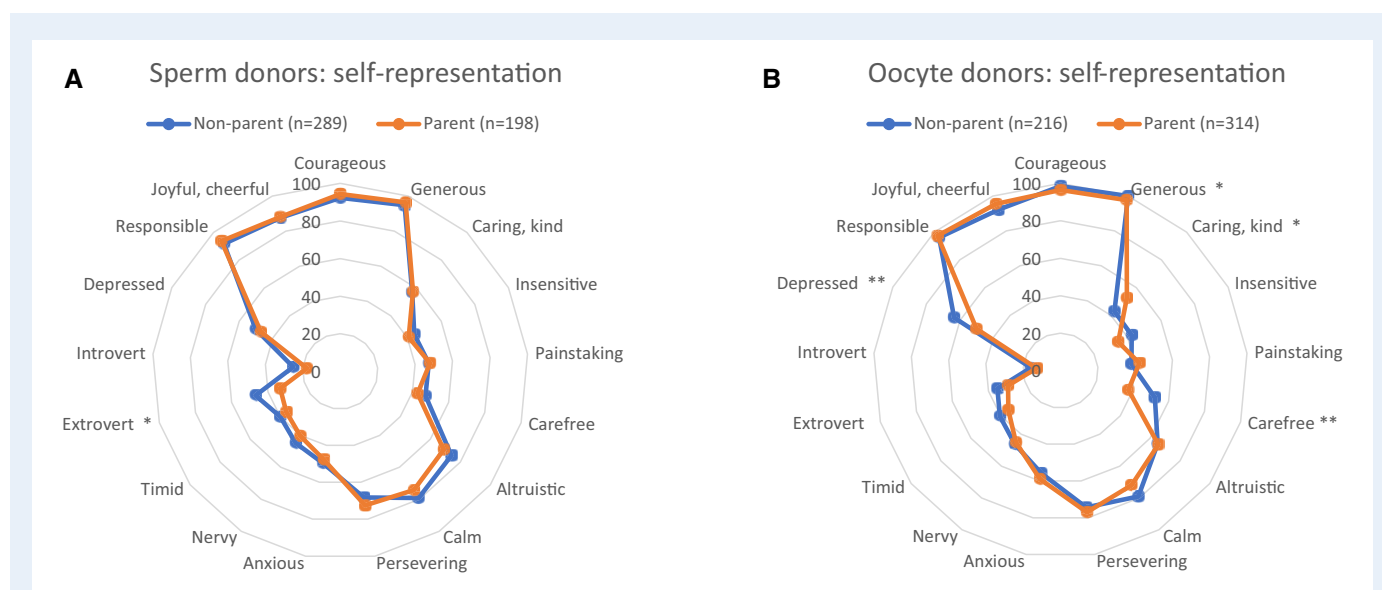 A
Sperm donors: self-representation
Non-parent (n=289)
Parent (n=198)
Courageous
Generous
Caring, kind
Insensitive
Painstaking
Carefree
Altruistic
Calm
Persevering
Anxious
Nervy
Timid
Extrovert *
Introvert
Depressed
Responsible
Joyful, cheerful
100
80
60
40
20
0
B
Oocyte donors: self-representation
Non-parent (n=216)
Parent (n=314)
Courageous
Generous *
Caring, kind *
Insensitive
Painstaking
Carefree **
Altruistic
Calm
Persevering
Anxious
Nervy
Timid
Extrovert
Introvert
Depressed **
Responsible
Joyful, cheerful
100
80
60
40
20
0